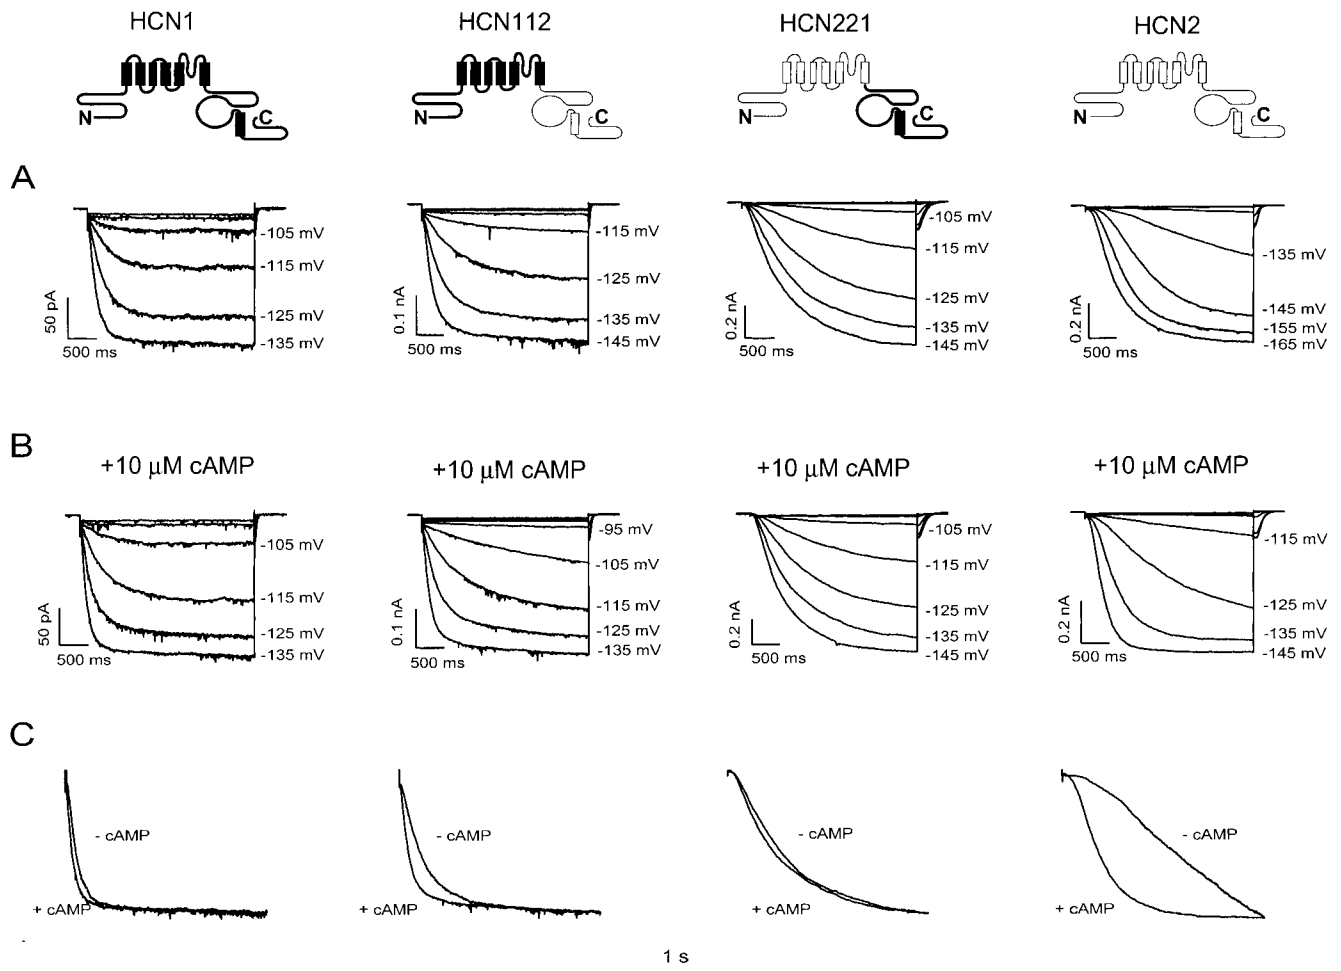 HCN1
HCN112
HCN221
HCN2
N
C
N
C
N
C
N
C
A
-105 mV
-115 mV
-125 mV
-135 mV
50 pA
500 ms
-115 mV
-125 mV
-135 mV
-145 mV
0.1 nA
500 ms
-105 mV
-115 mV
-125 mV
-135 mV
-145 mV
0.2 nA
500 ms
-135 mV
-145 mV
-155 mV
-165 mV
0.2 nA
500 ms
B
+10 μM cAMP
+10 μM cAMP
+10 μM cAMP
+10 μM cAMP
-105 mV
-115 mV
-125 mV
-135 mV
50 pA
500 ms
-95 mV
-105 mV
-115 mV
-125 mV
-135 mV
0.1 nA
500 ms
-105 mV
-115 mV
-125 mV
-135 mV
-145 mV
0.2 nA
500 ms
-115 mV
-125 mV
-135 mV
-145 mV
0.2 nA
500 ms
C
- cAMP
+ cAMP
- cAMP
+ cAMP
- cAMP
+ cAMP
- cAMP
+ cAMP
1 s